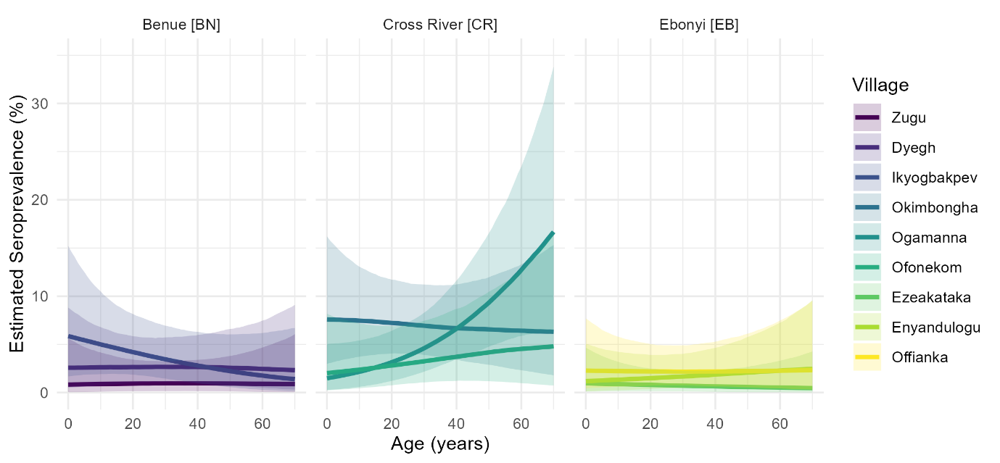 Benue [BN]
Cross River [CR]
Ebonyi [EB]
Estimated Seroprevalence (%)
30
20
10
0
0 20 40 60
0 20 40 60
0 20 40 60
Age (years)
Village
Zugu
Dyegh
Ikyogbakpev
Okimbongha
Ogamanna
Ofonekom
Ezeakataka
Enyandulogu
Offianka